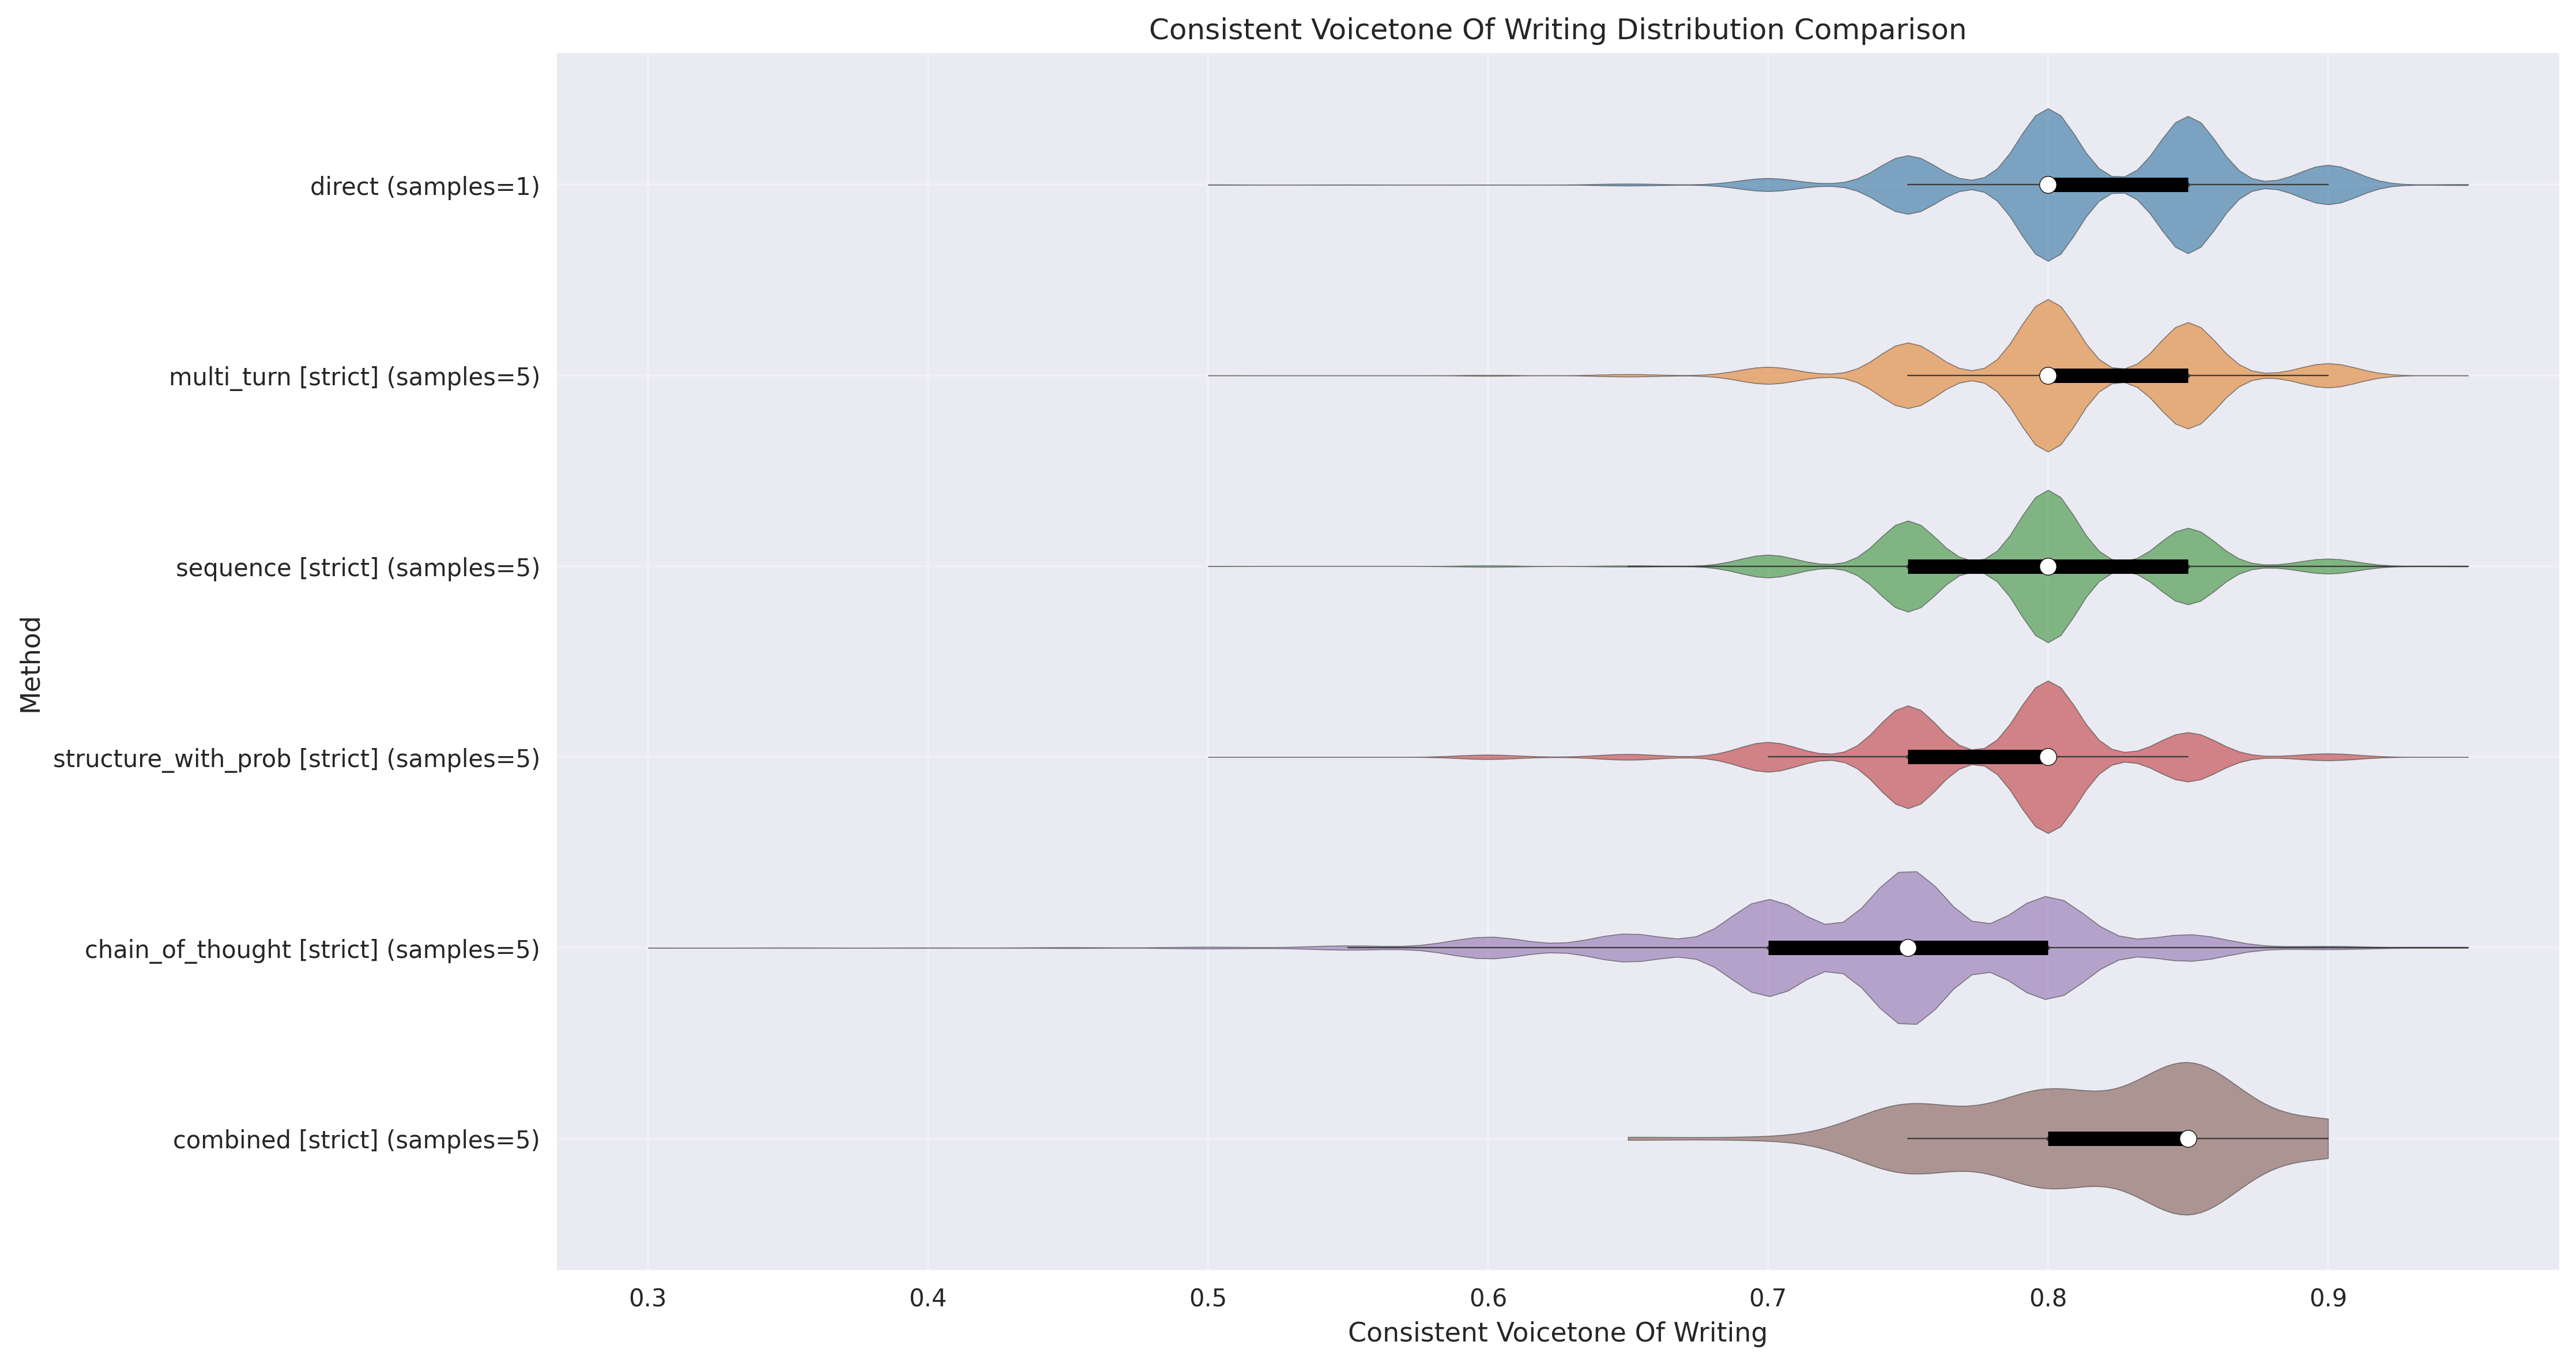 Consistent Voicetone Of Writing Distribution Comparison
Method
direct (samples=1)
multi_turn [strict] (samples=5)
sequence [strict] (samples=5)
structure_with_prob [strict] (samples=5)
chain_of_thought [strict] (samples=5)
combined [strict] (samples=5)
0.3 0.4 0.5 0.6 0.7 0.8 0.9
Consistent Voicetone Of Writing